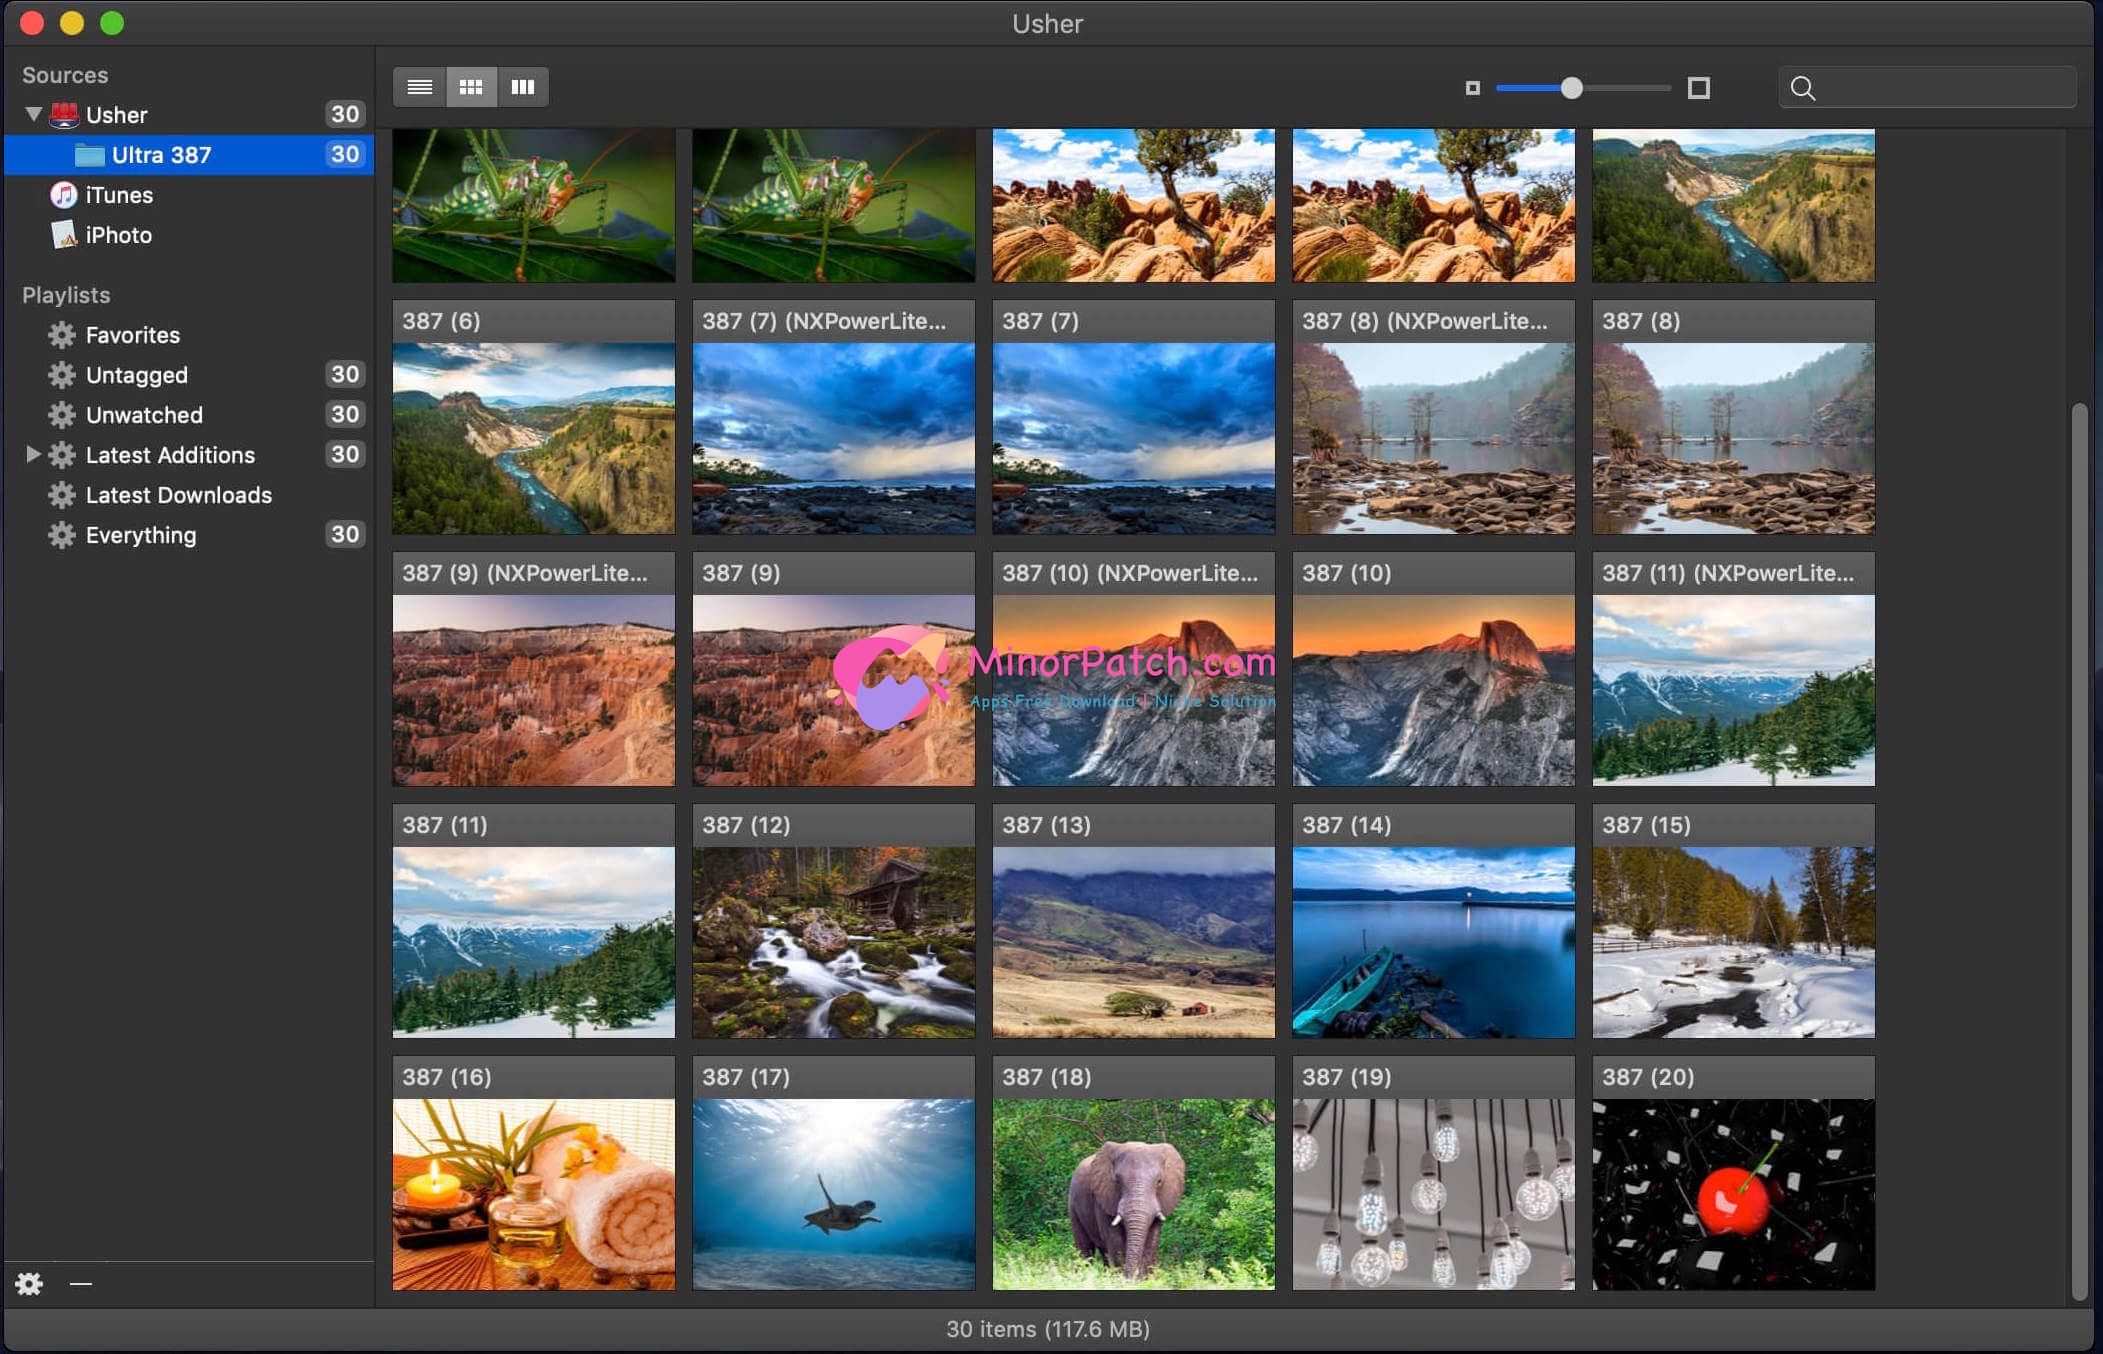 Usher
Sources
Usher 30
Ultra 387 30
iTunes
iPhoto
Playlists
Favorites
Untagged 30
Unwatched 30
Latest Additions 30
Latest Downloads
Everything 30
387 (6)
387 (7) (NXPowerLite...
387 (7)
387 (8) (NXPowerLite...
387 (8)
387 (9) (NXPowerLite...
387 (9)
387 (10) (NXPowerLite...
387 (10)
387 (11) (NXPowerLite...
MinorPatch.com
Apps Free Download | Niche Solution
387 (11)
387 (12)
387 (13)
387 (14)
387 (15)
387 (16)
387 (17)
387 (18)
387 (19)
387 (20)
30 items (117.6 MB)